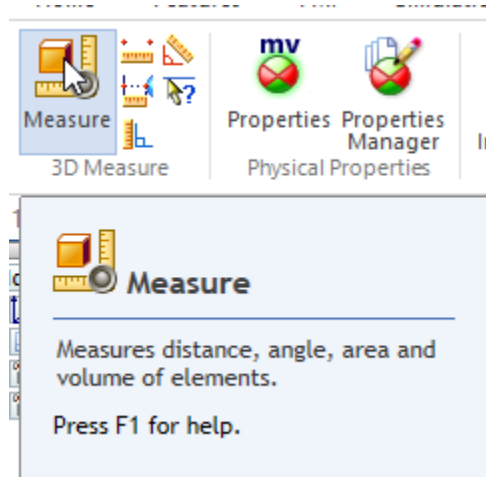 mv
Measure
Properties
Properties
Manager
3D Measure
Physical Properties
Measure
Measures distance, angle, area and
volume of elements.
Press F1 for help.